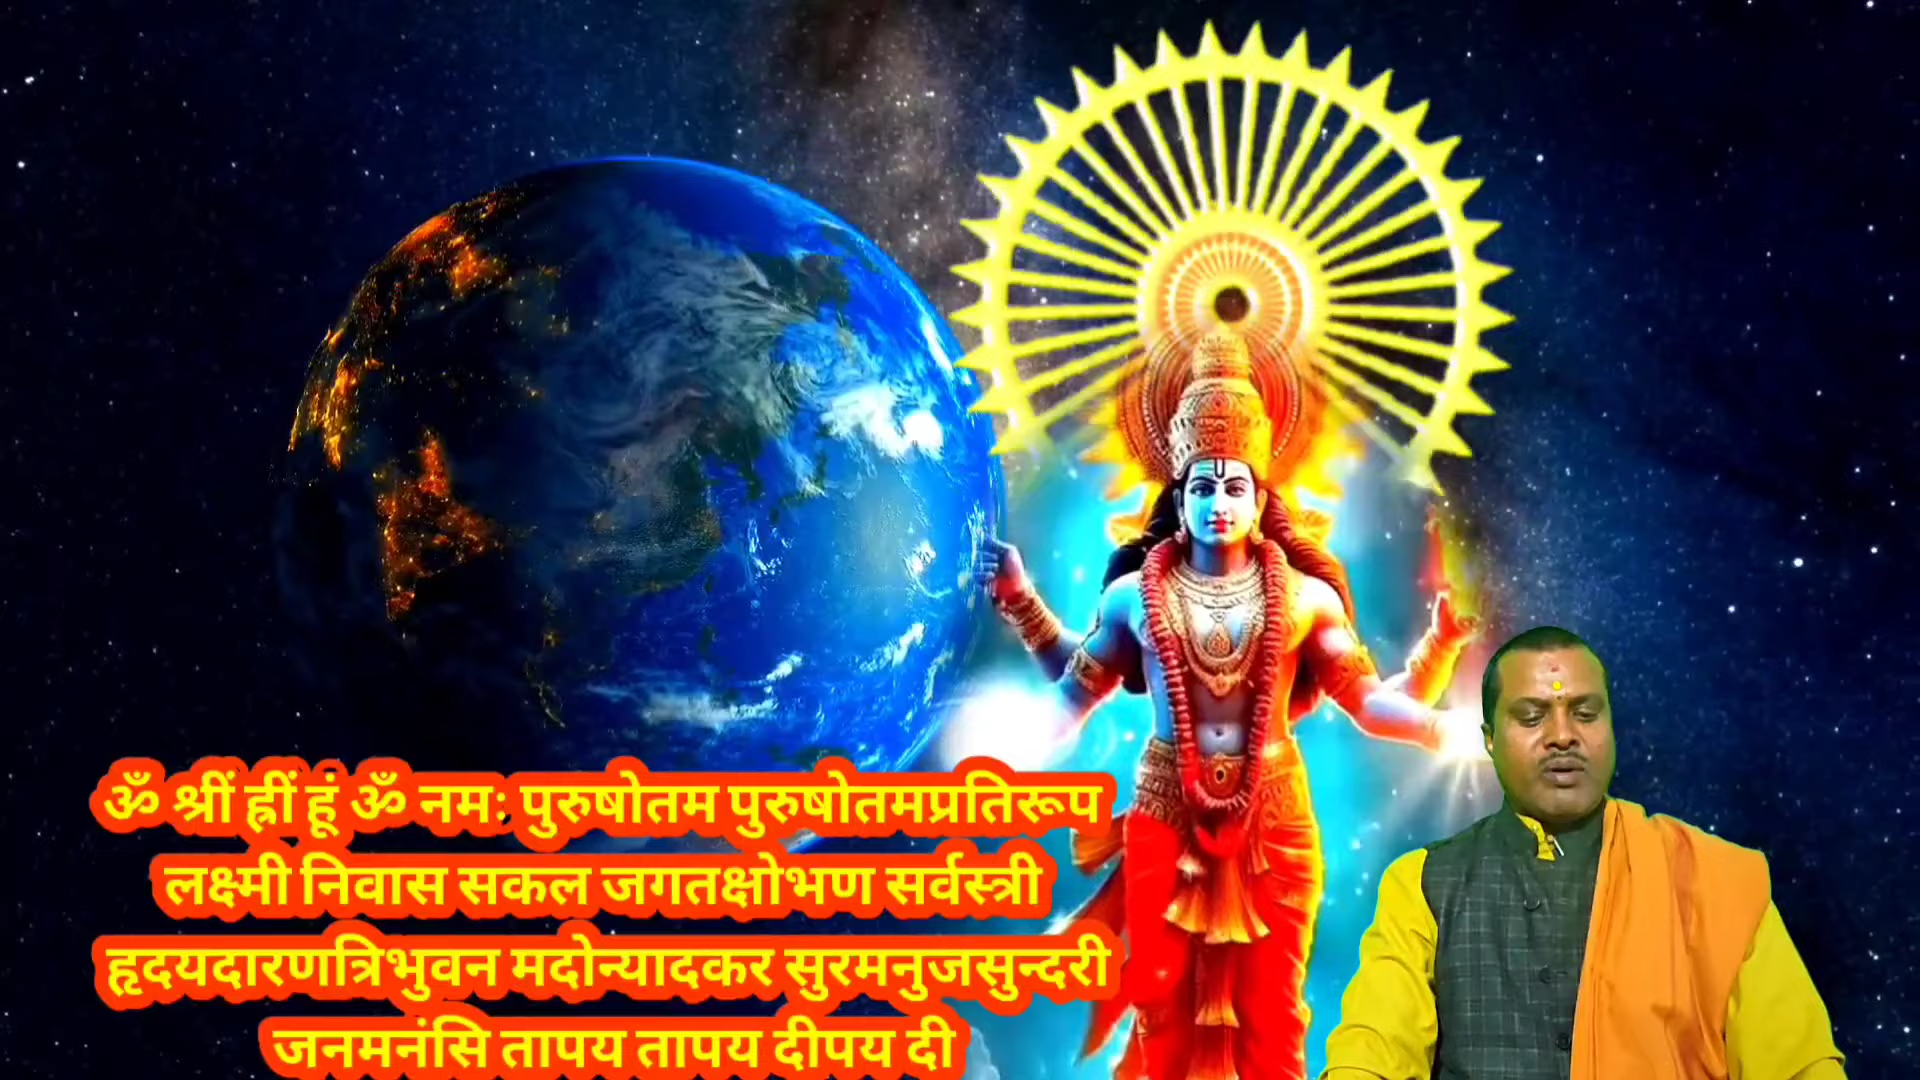 ॐ श्रीं ह्रीं हूं ॐ नमः पुरुषोतम पुरुषोतमप्रतिरूप
लक्ष्मी निवास सकल जगतक्षोभण सर्वस्त्री
हृदयदारणत्रिभुवन मदोन्यादकर सुरमनुजसुन्दरी
जनमनंसि तापय तापय दीपय दी